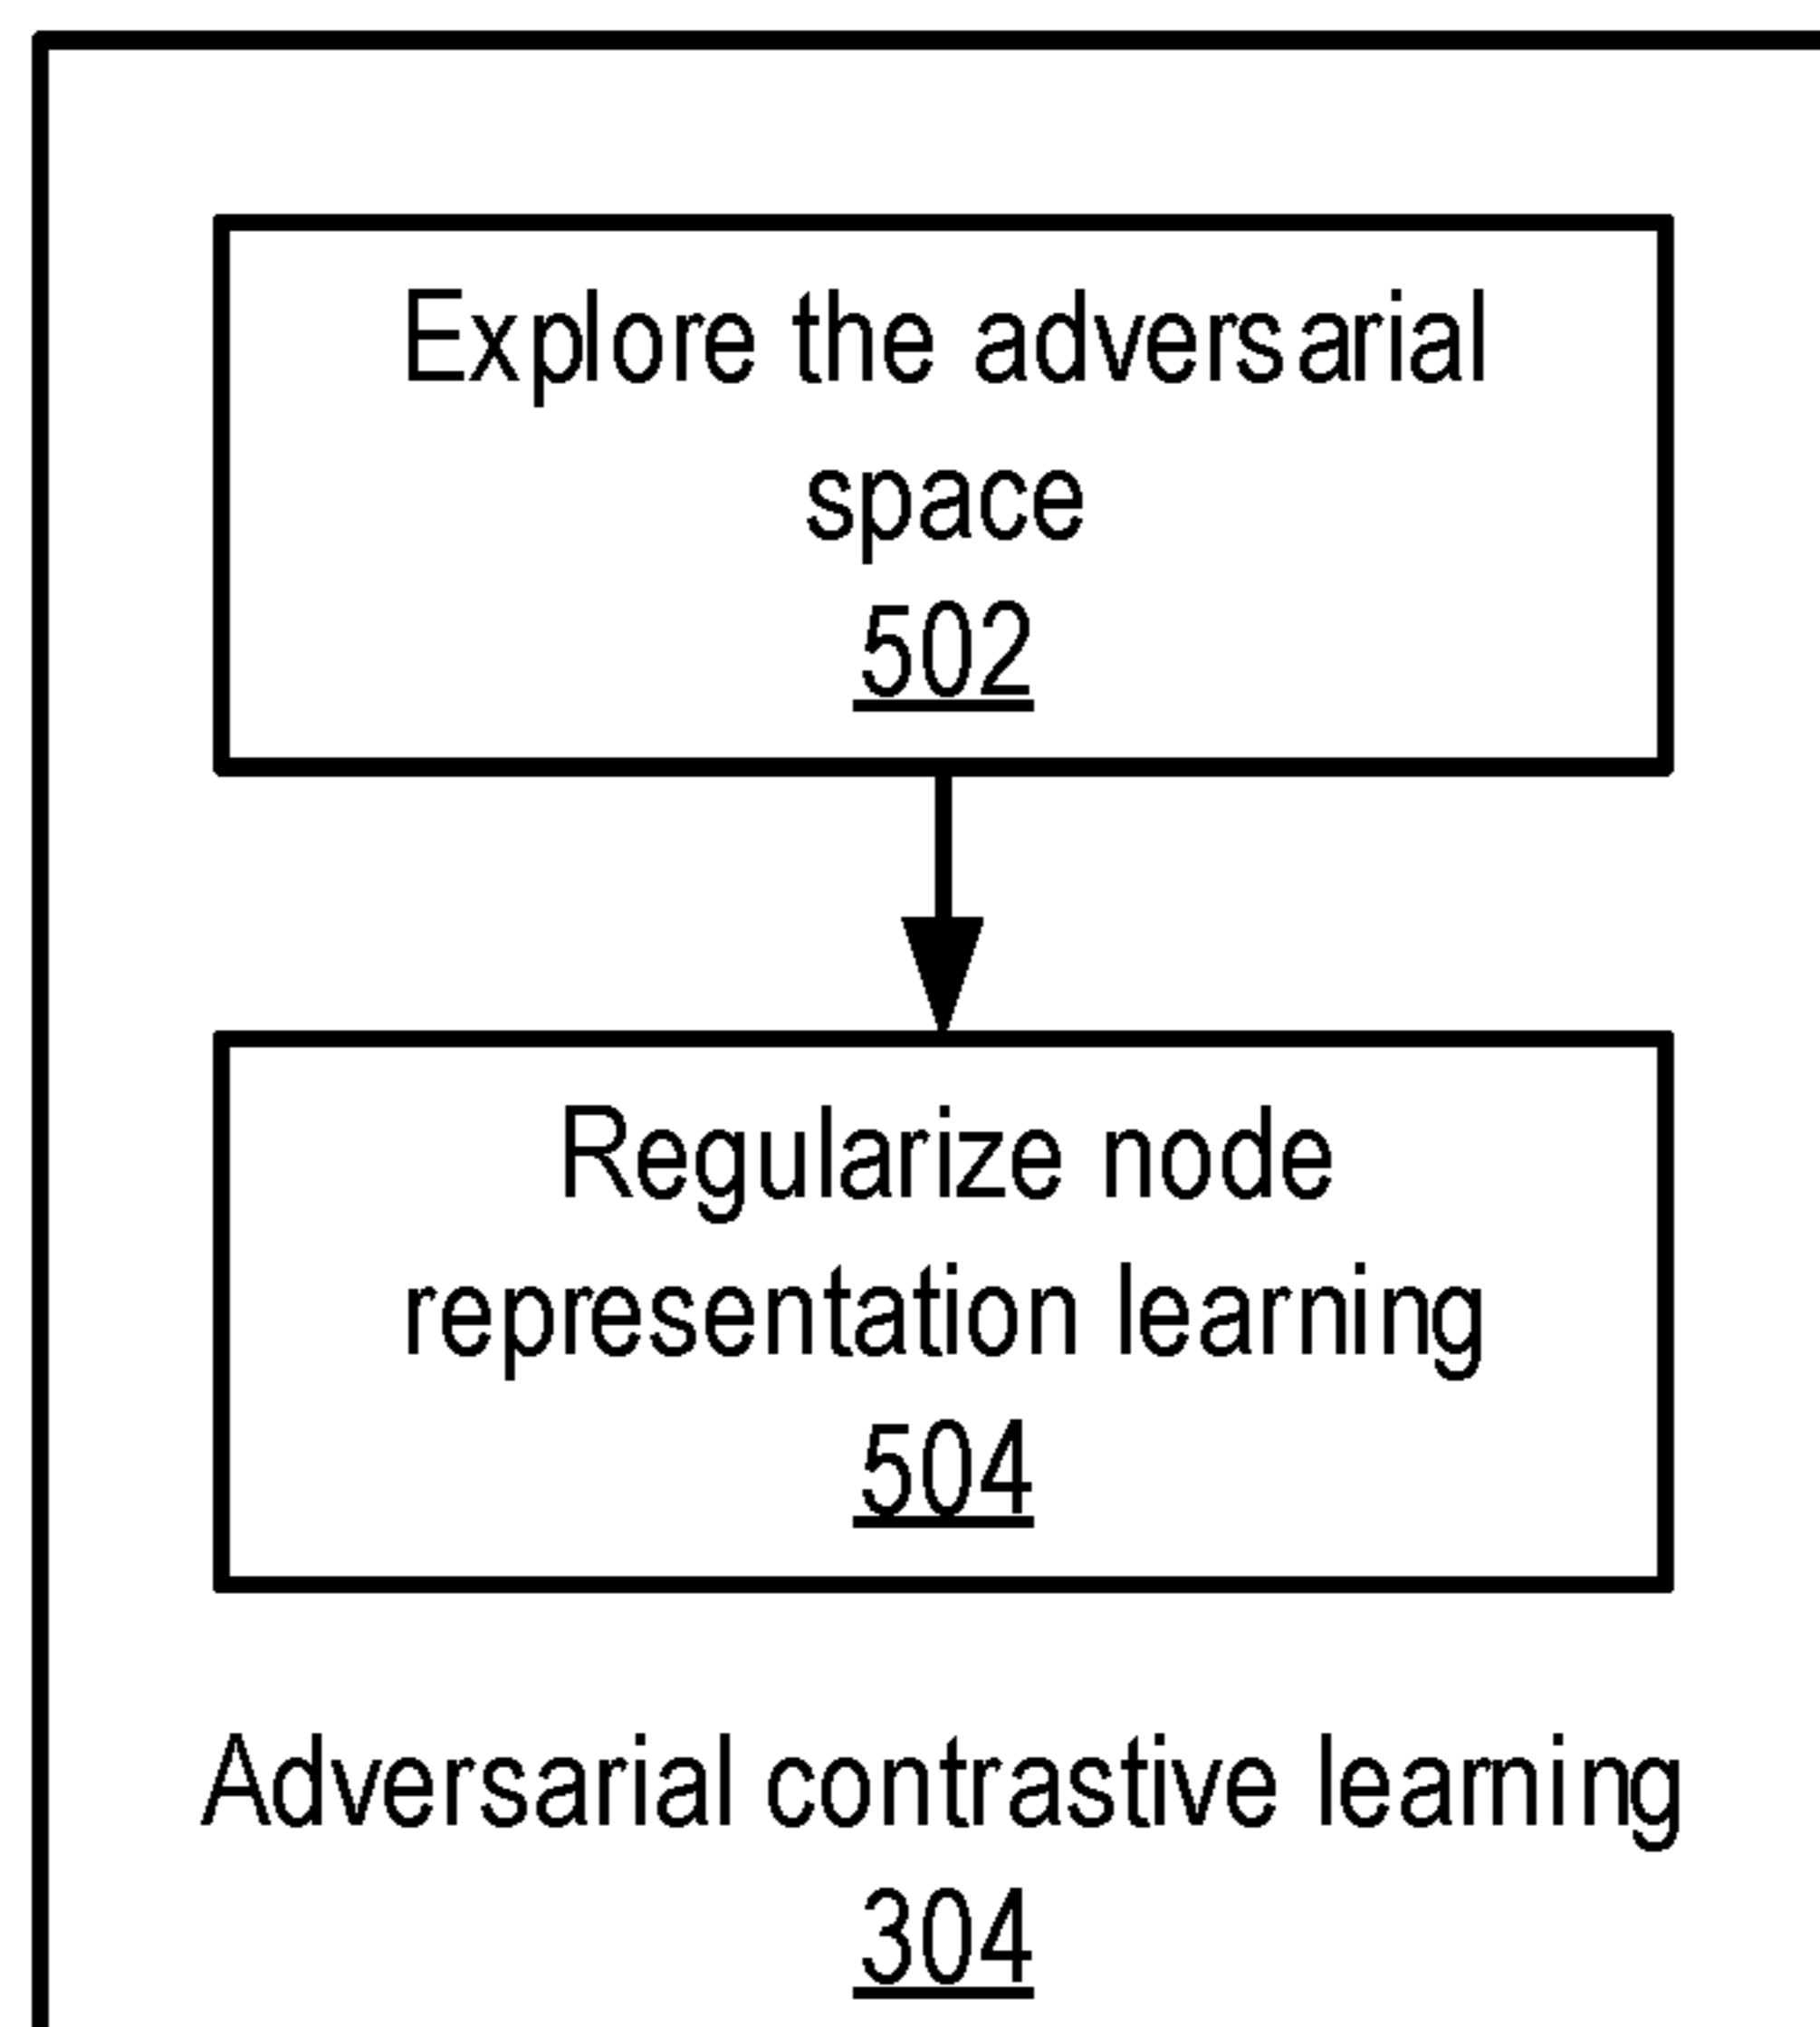 Explore the adversarial
space
502
Regularize node
representation learning
504
Adversarial contrastive learning
304